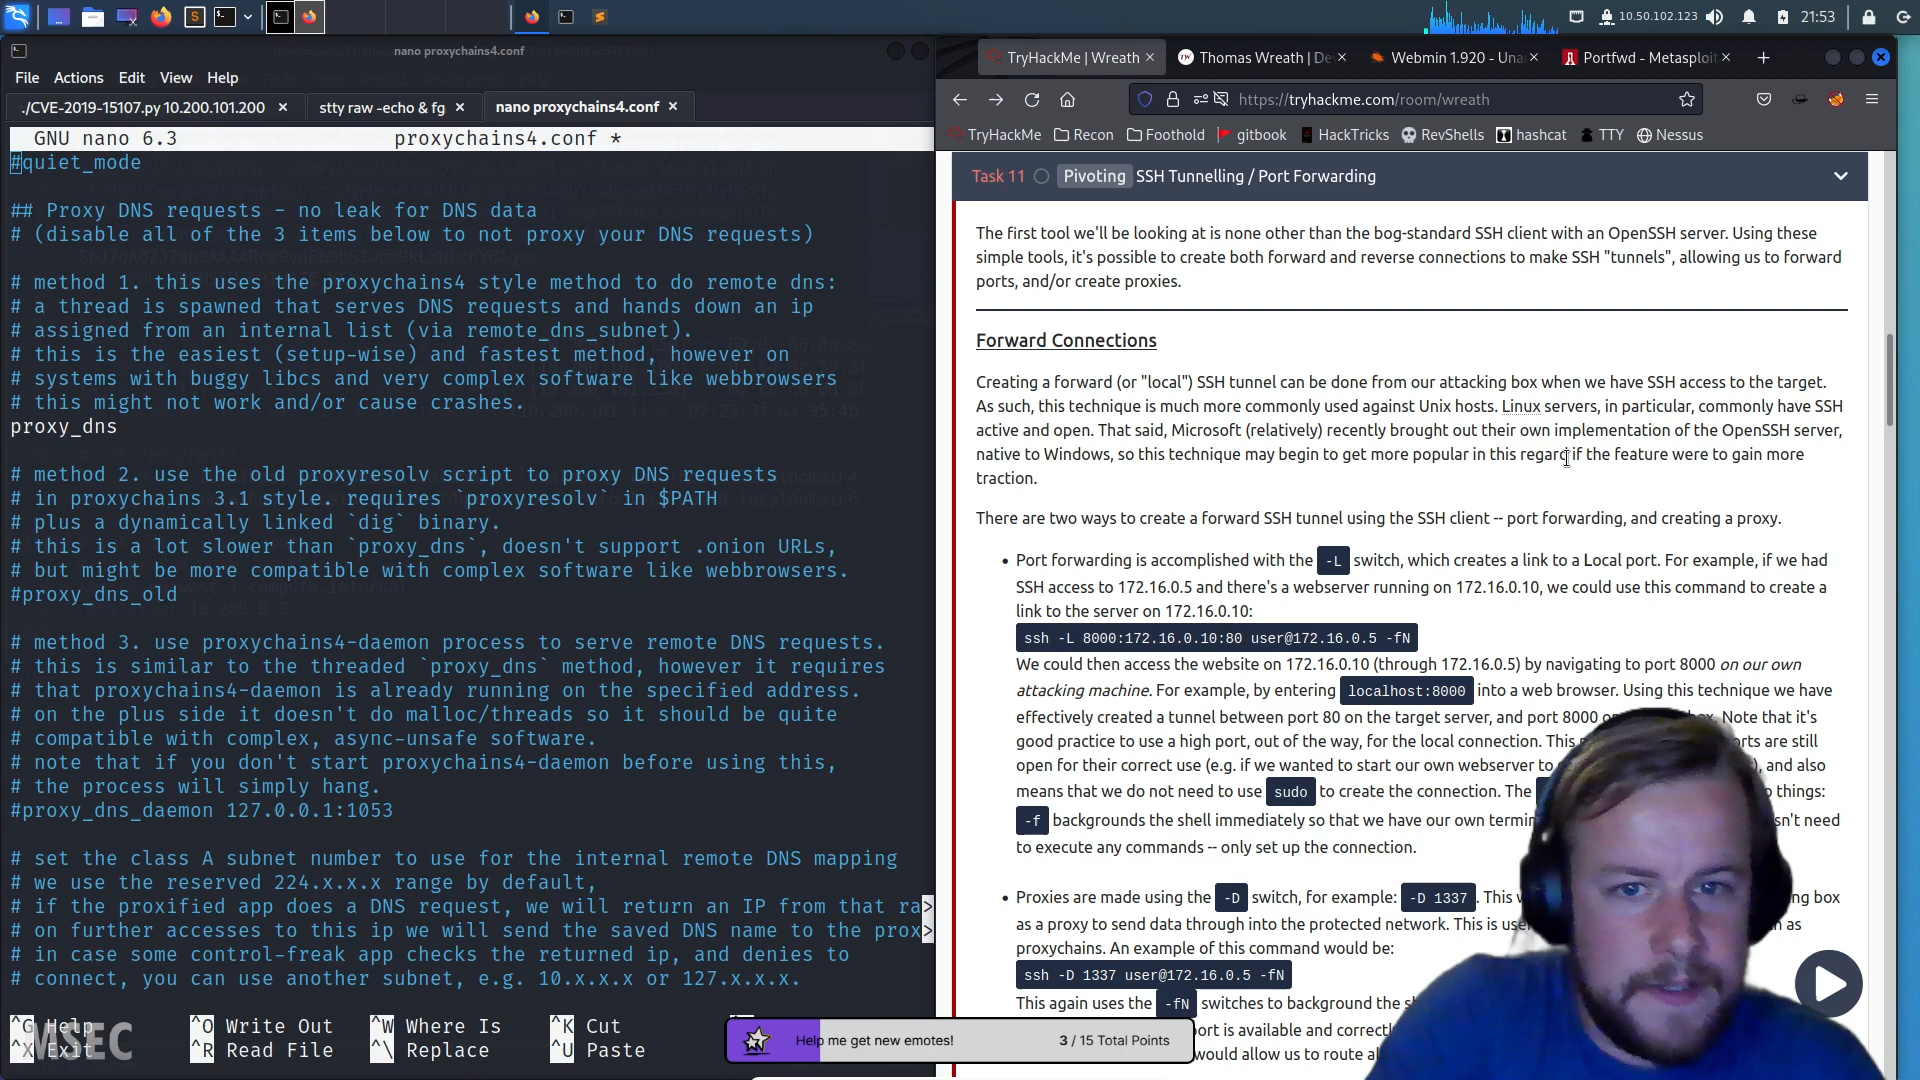 10.50.102.123
21:53
nano proxychains4.conf
File Actions Edit View Help
./CVE-2019-15107.py 10.200.101.200
stty raw -echo & fg
nano proxychains4.conf
GNU nano 6.3 proxychains4.conf *
#quiet_mode
## Proxy DNS requests - no leak for DNS data
# (disable all of the 3 items below to not proxy your DNS requests)
# method 1. this uses the proxychains4 style method to do remote dns:
# a thread is spawned that serves DNS requests and hands down an ip
# assigned from an internal list (via remote_dns_subnet).
# this is the easiest (setup-wise) and fastest method, however on
# systems with buggy libcs and very complex software like webbrowsers
# this might not work and/or cause crashes.
proxy_dns
# method 2. use the old proxyresolv script to proxy DNS requests
# in proxychains 3.1 style. requires `proxyresolv` in $PATH
# plus a dynamically linked `dig` binary.
# this is a lot slower than `proxy_dns`, doesn't support .onion URLs,
# but might be more compatible with complex software like webbrowsers.
#proxy_dns_old
# method 3. use proxychains4-daemon process to serve remote DNS requests.
# this is similar to the threaded `proxy_dns` method, however it requires
# that proxychains4-daemon is already running on the specified address.
# on the plus side it doesn't do malloc/threads so it should be quite
# compatible with complex, async-unsafe software.
# note that if you don't start proxychains4-daemon before using this,
# the process will simply hang.
#proxy_dns_daemon 127.0.0.1:1053
# set the class A subnet number to use for the internal remote DNS mapping
# we use the reserved 224.x.x.x range by default,
# if the proxified app does a DNS request, we will return an IP from that ra>
# on further accesses to this ip we will send the saved DNS name to the prox>
# in case some control-freak app checks the returned ip, and denies to
# connect, you can use another subnet, e.g. 10.x.x.x or 127.x.x.x.
^G Help ^O Write Out ^W Where Is ^K Cut
^X Exit ^R Read File ^\ Replace ^U Paste
MSEC
TryHackMe | Wreath
Thomas Wreath | De
Webmin 1.920 - Una
Portfwd - Metasploit
https://tryhackme.com/room/wreath
TryHackMe Recon Foothold gitbook HackTricks RevShells hashcat TTY Nessus
Task 11 Pivoting SSH Tunnelling / Port Forwarding
The first tool we'll be looking at is none other than the bog-standard SSH client with an OpenSSH server. Using these
simple tools, it's possible to create both forward and reverse connections to make SSH "tunnels", allowing us to forward
ports, and/or create proxies.
Forward Connections
Creating a forward (or "local") SSH tunnel can be done from our attacking box when we have SSH access to the target.
As such, this technique is much more commonly used against Unix hosts. Linux servers, in particular, commonly have SSH
active and open. That said, Microsoft (relatively) recently brought out their own implementation of the OpenSSH server,
native to Windows, so this technique may begin to get more popular in this regard if the feature were to gain more
traction.
There are two ways to create a forward SSH tunnel using the SSH client -- port forwarding, and creating a proxy.
• Port forwarding is accomplished with the -L switch, which creates a link to a Local port. For example, if we had
SSH access to 172.16.0.5 and there's a webserver running on 172.16.0.10, we could use this command to create a
link to the server on 172.16.0.10:
ssh -L 8000:172.16.0.10:80 user@172.16.0.5 -fN
We could then access the website on 172.16.0.10 (through 172.16.0.5) by navigating to port 8000 on our own
attacking machine. For example, by entering localhost:8000 into a web browser. Using this technique we have
effectively created a tunnel between port 80 on the target server, and port 8000 Note that it's
good practice to use a high port, out of the way, for the local connection. This are still
open for their correct use (e.g. if we wanted to start our own webserver to and also
means that we do not need to use sudo to create the connection. The things:
-f backgrounds the shell immediately so that we have our own need
to execute any commands -- only set up the connection.
• Proxies are made using the -D switch, for example: -D 1337 . This box
as a proxy to send data through into the protected network. This is as
proxychains. An example of this command would be:
ssh -D 1337 user@172.16.0.5 -fN
This again uses the -fN switches to background the
is available and
would allow us to route
Help me get new emotes! 3 / 15 Total Points